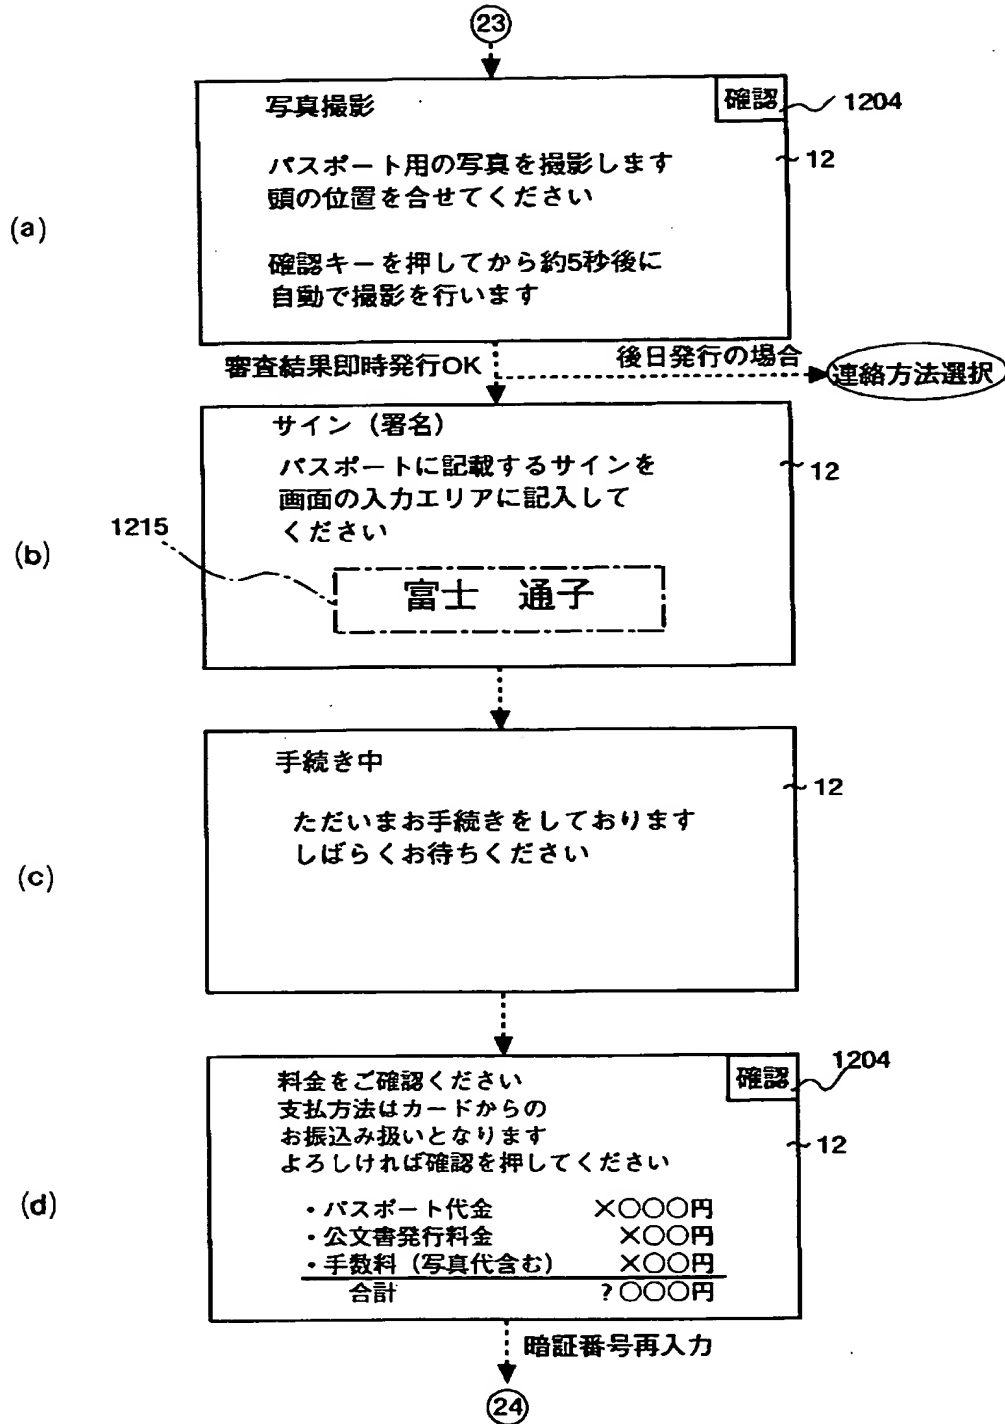 23
写真撮影
確認
1204
12
パスポート用の写真を撮影します
頭の位置を合せてください
(a)
確認キーを押してから約5秒後に
自動で撮影を行います
審査結果即時発行OK
後日発行の場合
連絡方法選択
サイン（署名）
12
パスポートに記載するサインを
画面の入力エリアに記入して
ください
1215
(b)
富士　通子
手続き中
12
ただいまお手続きをしております
しばらくお待ちください
(c)
確認
1204
料金をご確認ください
支払方法はカードからの
お振込み扱いとなります
12
よろしければ確認を押してください
(d)
・パスポート代金　×〇〇〇円
・公文書発行料金　×〇〇円
・手数料（写真代含む）　×〇〇円
合計　？〇〇〇円
暗証番号再入力
24